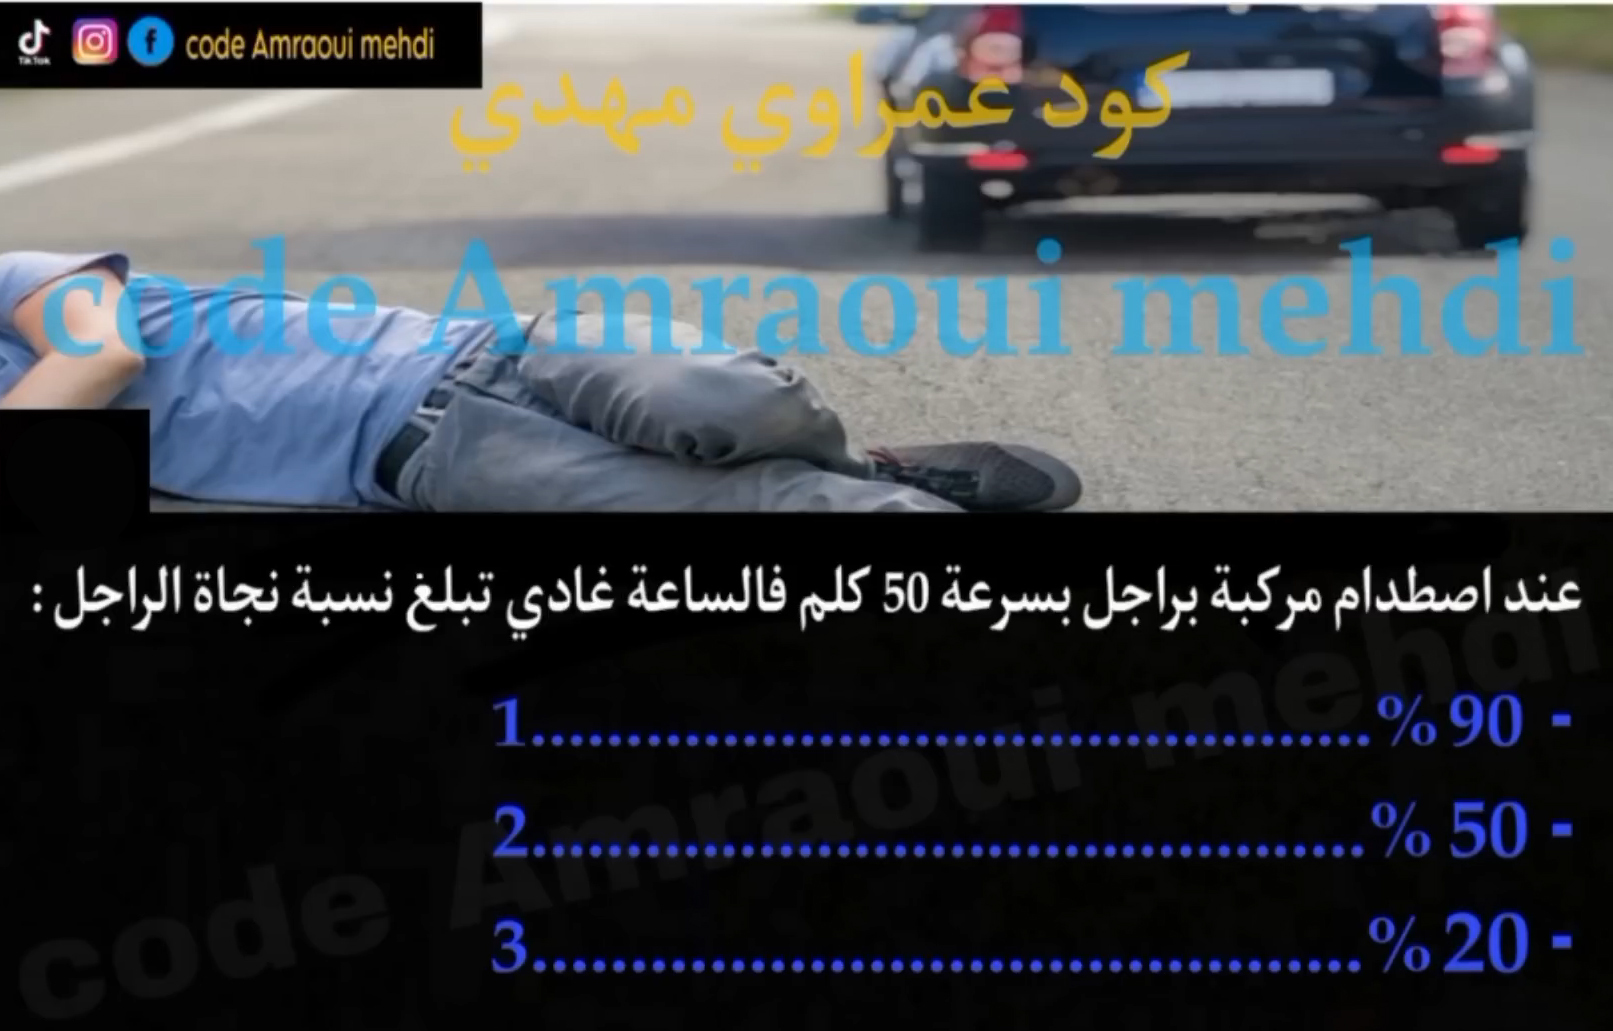 TikTok
code Amraoui mehdi
كود عمراوي مهدي
code Amraoui mehdi
عند اصطدام مركبة براجل بسرعة 50 كلم فالساعة غادي تبلغ نسبة نجاة الراجل :
- 90 %........................................1
- 50 %........................................2
- 20 %........................................3
code Amraoui mehdi